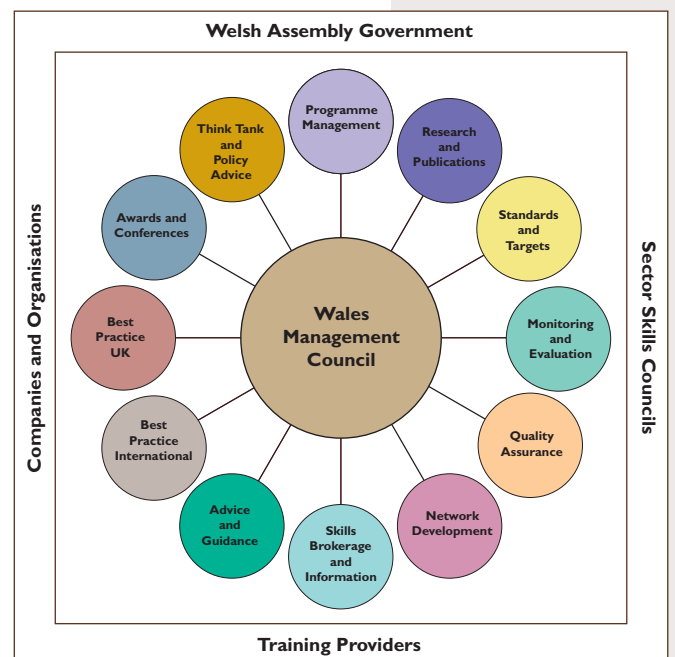 Welsh Assembly Government
Programme
Management
Research
and
Publications
Standards
and
Targets
Monitoring
and
Evaluation
Quality
Assurance
Network
Development
Skills
Brokerage
and
Information
Advice
and
Guidance
Best
Practice
International
Best
Practice
UK
Awards and
Conferences
Think Tank
and
Policy
Advice
Wales
Management
Council
Companies and Organisations
Sector Skills Councils
Training Providers